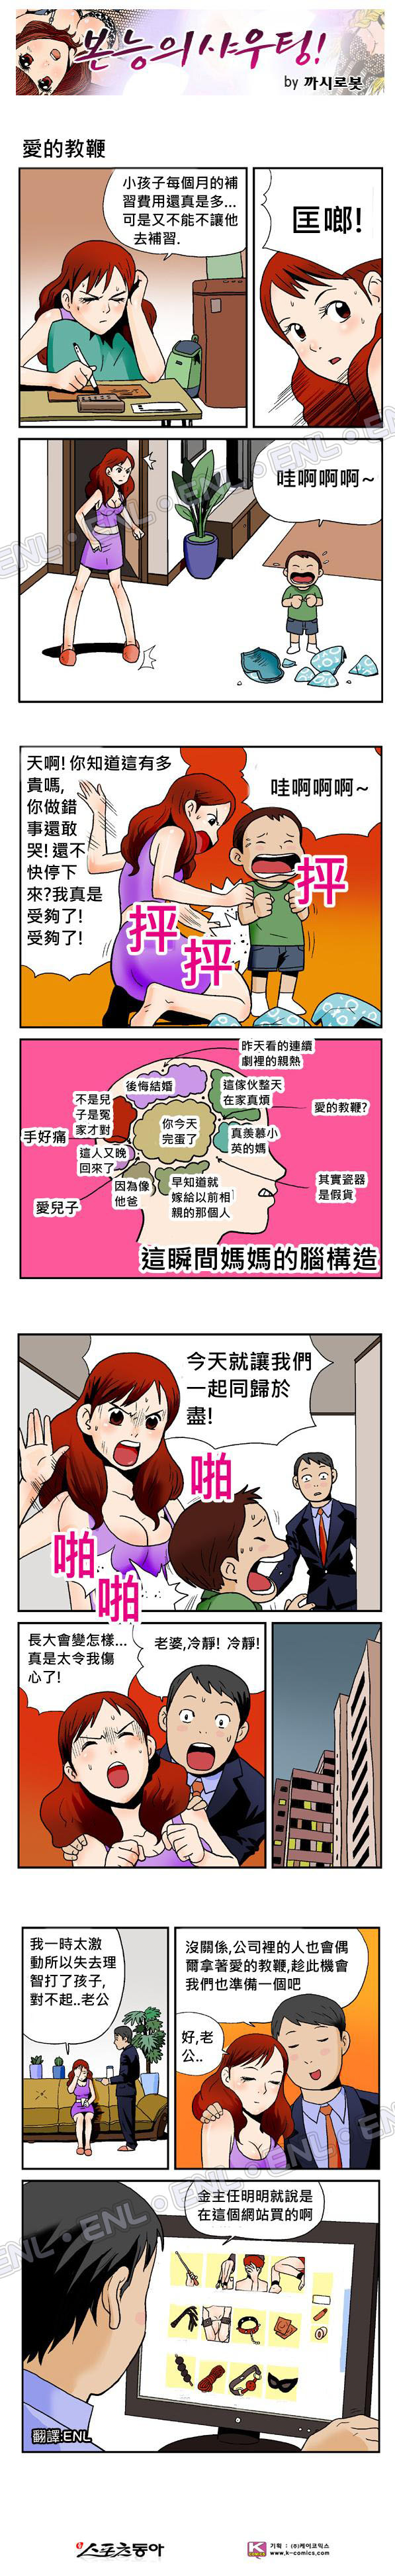 본능의샤우팅!
by 까시로봇
愛的教鞭
小孩子每個月的補
習費用還真是多...
可是又不能不讓他
去補習.
匡啷!
哇啊啊啊~
天啊! 你知道這有多
貴嗎,
你做錯
事還敢
哭! 還不
快停下
來?我真是
受夠了!
受夠了!
哇啊啊啊~
抨
抨
抨
昨天看的連續
劇裡的親熱
後悔結婚
這傢伙整天
在家真煩
不是兒
子是冤
家才對
你今天
完蛋了
愛的教鞭?
手好痛
真羨慕小
英的媽
這人又晚
回來了
因為像
他爸
早知道就
嫁給以前相
親的那個人
其實瓷器
是假貨
愛兒子
這瞬間媽媽的腦構造
今天就讓我們
一起同歸於
盡!
啪
啪
啪
長大會變怎樣...
真是太令我傷
心了!
老婆,冷靜! 冷靜!
我一時太激
動所以失去理
智打了孩子,
對不起..老公
沒關係,公司裡的人也會偶
爾拿著愛的教鞭,趁此機會
我們也準備一個吧
好,老
公..
金主任明明就說是
在這個網站買的啊
翻譯:ENL
스포츠동아
K
기획 : (주)케이코믹스
www.k-comics.com
ENL